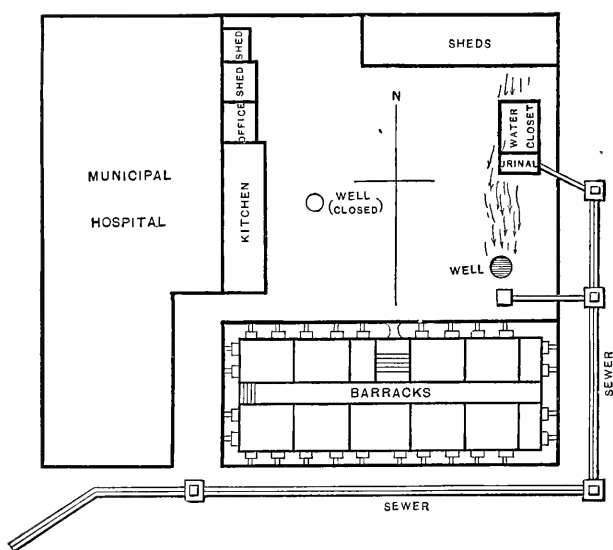 SHED
SHEDS
SHED
N
OFFICE
WATER
CLOSET
URINAL
MUNICIPAL
HOSPITAL
KITCHEN
WELL
(CLOSED)
WELL
SEWER
BARRACKS
SEWER